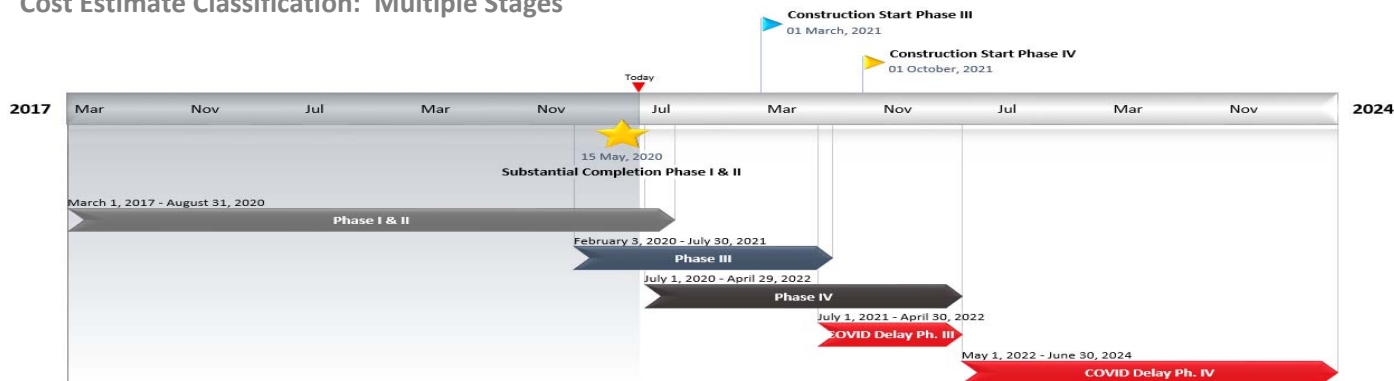 Cost Estimate Classification: Multiple Stages
Construction Start Phase III
01 March, 2021
Construction Start Phase IV
01 October, 2021
Today
2017 Mar Nov Jul Mar Nov Jul Mar Nov Jul Mar Nov 2024
15 May, 2020
Substantial Completion Phase I & II
March 1, 2017 - August 31, 2020
Phase I & II
February 3, 2020 - July 30, 2021
Phase III
July 1, 2020 - April 29, 2022
Phase IV
July 1, 2021 - April 30, 2022
COVID Delay Ph. III
May 1, 2022 - June 30, 2024
COVID Delay Ph. IV